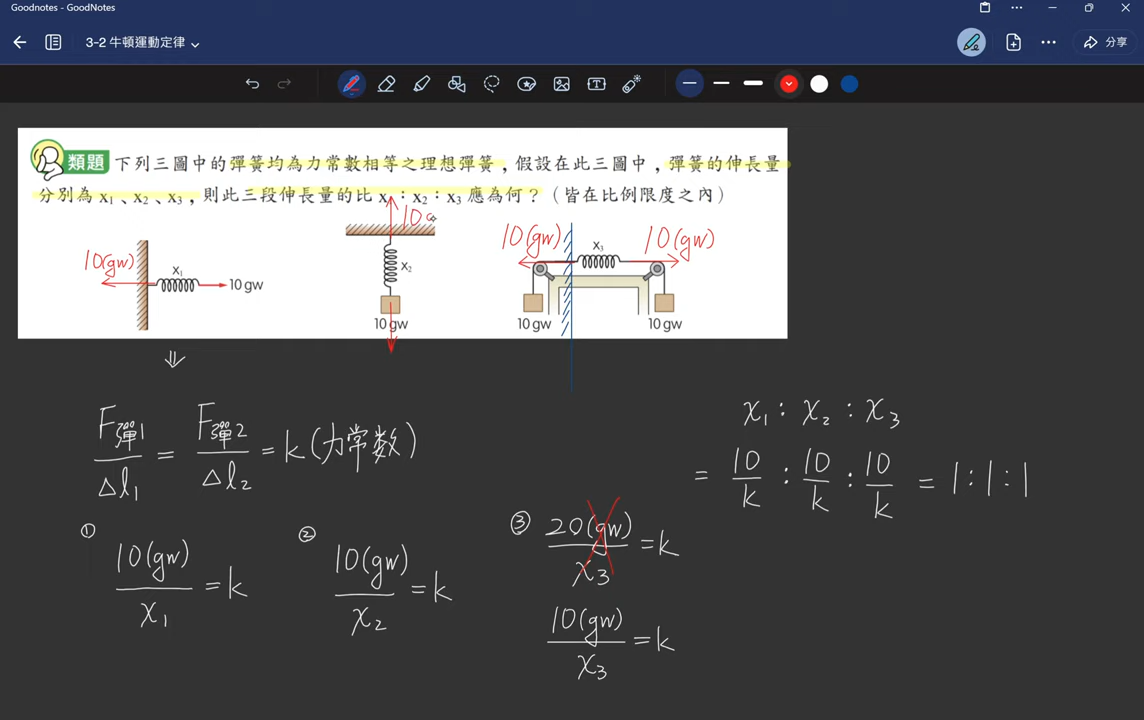 Goodnotes - GoodNotes
3-2 牛頓運動定律
分享
類題 下列三圖中的彈簧均為力常數相等之理想彈簧，假設在此三圖中，彈簧的伸長量
分別為 x₁、x₂、x₃，則此三段伸長量的比 x₁：x₂：x₃ 應為何？（皆在比例限度之內）
10(gw)
x₁
10 gw
10
x₂
10 gw
10(gw)
x₃
10(gw)
10 gw
10 gw
⇓
F彈1/Δl₁ = F彈2/Δl₂ = k(力常数)
① 10(gw)/x₁ = k
② 10(gw)/x₂ = k
③ 20(gw)/x₃ = k
10(gw)/x₃ = k
x₁ : x₂ : x₃
= 10/k : 10/k : 10/k = 1:1:1